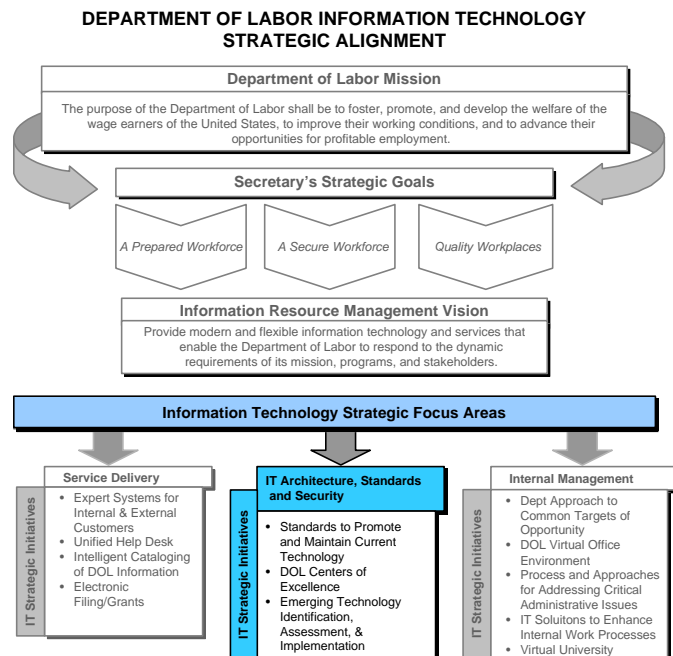 DEPARTMENT OF LABOR INFORMATION TECHNOLOGY
STRATEGIC ALIGNMENT
Department of Labor Mission
The purpose of the Department of Labor shall be to foster, promote, and develop the welfare of the
wage earners of the United States, to improve their working conditions, and to advance their
opportunities for profitable employment.
Secretary's Strategic Goals
A Prepared Workforce
A Secure Workforce
Quality Workplaces
Information Resource Management Vision
Provide modern and flexible information technology and services that
enable the Department of Labor to respond to the dynamic
requirements of its mission, programs, and stakeholders.
Information Technology Strategic Focus Areas
IT Strategic Initiatives
Service Delivery
• Expert Systems for
Internal & External
Customers
• Unified Help Desk
• Intelligent Cataloging
of DOL Information
• Electronic
Filing/Grants
IT Strategic Initiatives
IT Architecture, Standards
and Security
• Standards to Promote
and Maintain Current
Technology
• DOL Centers of
Excellence
• Emerging Technology
Identification,
Assessment, &
Implementation
IT Strategic Initiatives
Internal Management
• Dept Approach to
Common Targets of
Opportunity
• DOL Virtual Office
Environment
• Process and Approaches
for Addressing Critical
Administrative Issues
• IT Soluitons to Enhance
Internal Work Processes
• Virtual University